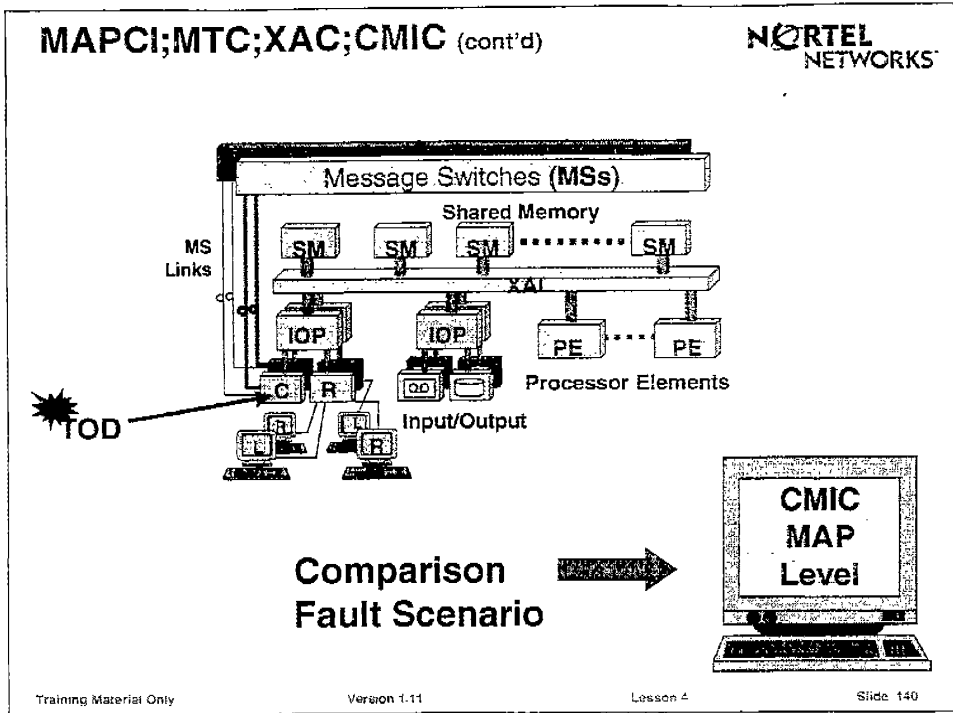 MAPCI;MTC;XAC;CMIC (cont'd)
NORTEL
NETWORKS
Message Switches (MSs)
Shared Memory
MS
Links
SM SM SM SM
XAI
IOP IOP PE PE
C R
Processor Elements
Input/Output
TOD
R L
L R
CMIC
MAP
Level
Comparison
Fault Scenario
Training Material Only Version 1.11 Lesson 4 Slide 140